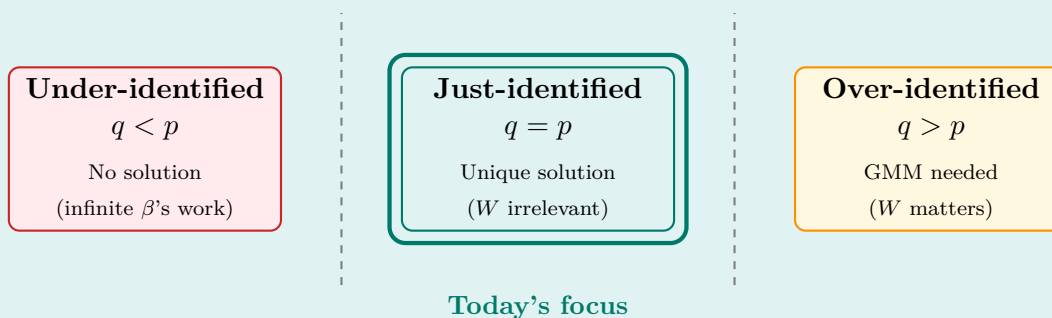 Under-identified
q < p
No solution
(infinite β's work)
Just-identified
q = p
Unique solution
(W irrelevant)
Over-identified
q > p
GMM needed
(W matters)
Today's focus